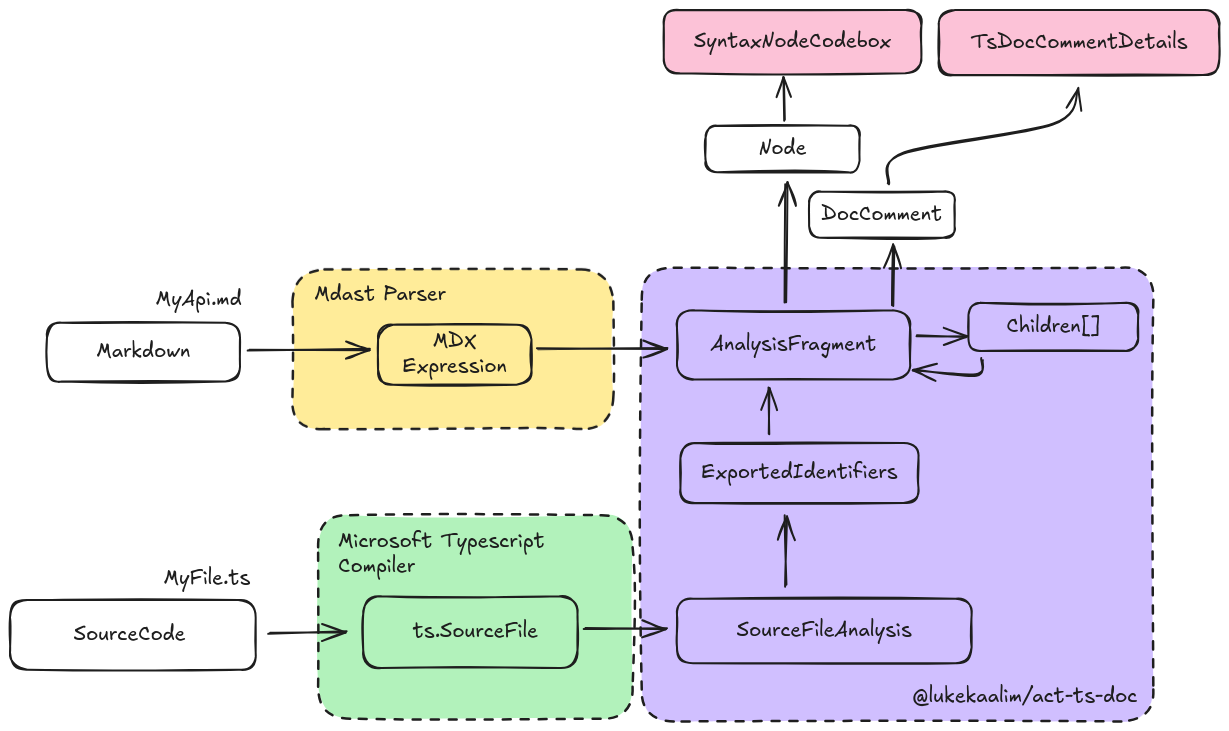 SyntaxNodeCodebox
TsDocCommentDetails
Node
DocComment
MyApi.md
Markdown
Mdast Parser
MDX
Expression
AnalysisFragment
Children[]
ExportedIdentifiers
Microsoft Typescript
Compiler
MyFile.ts
SourceCode
ts.SourceFile
SourceFileAnalysis
@lukekaalim/act-ts-doc